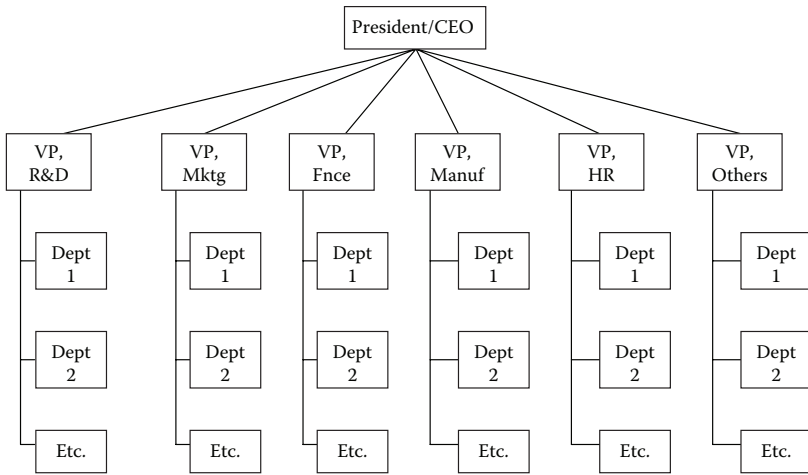 President/CEO
VP,
R&D
VP,
Mktg
VP,
Fnce
VP,
Manuf
VP,
HR
VP,
Others
Dept
1
Dept
1
Dept
1
Dept
1
Dept
1
Dept
1
Dept
2
Dept
2
Dept
2
Dept
2
Dept
2
Dept
2
Etc.
Etc.
Etc.
Etc.
Etc.
Etc.